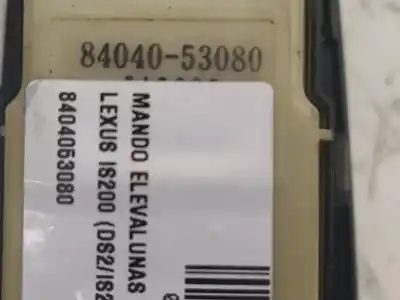 84040-53080
MANDO ELEVALUNAS
LEXUS IS200 (DS2/IS2
8404053080